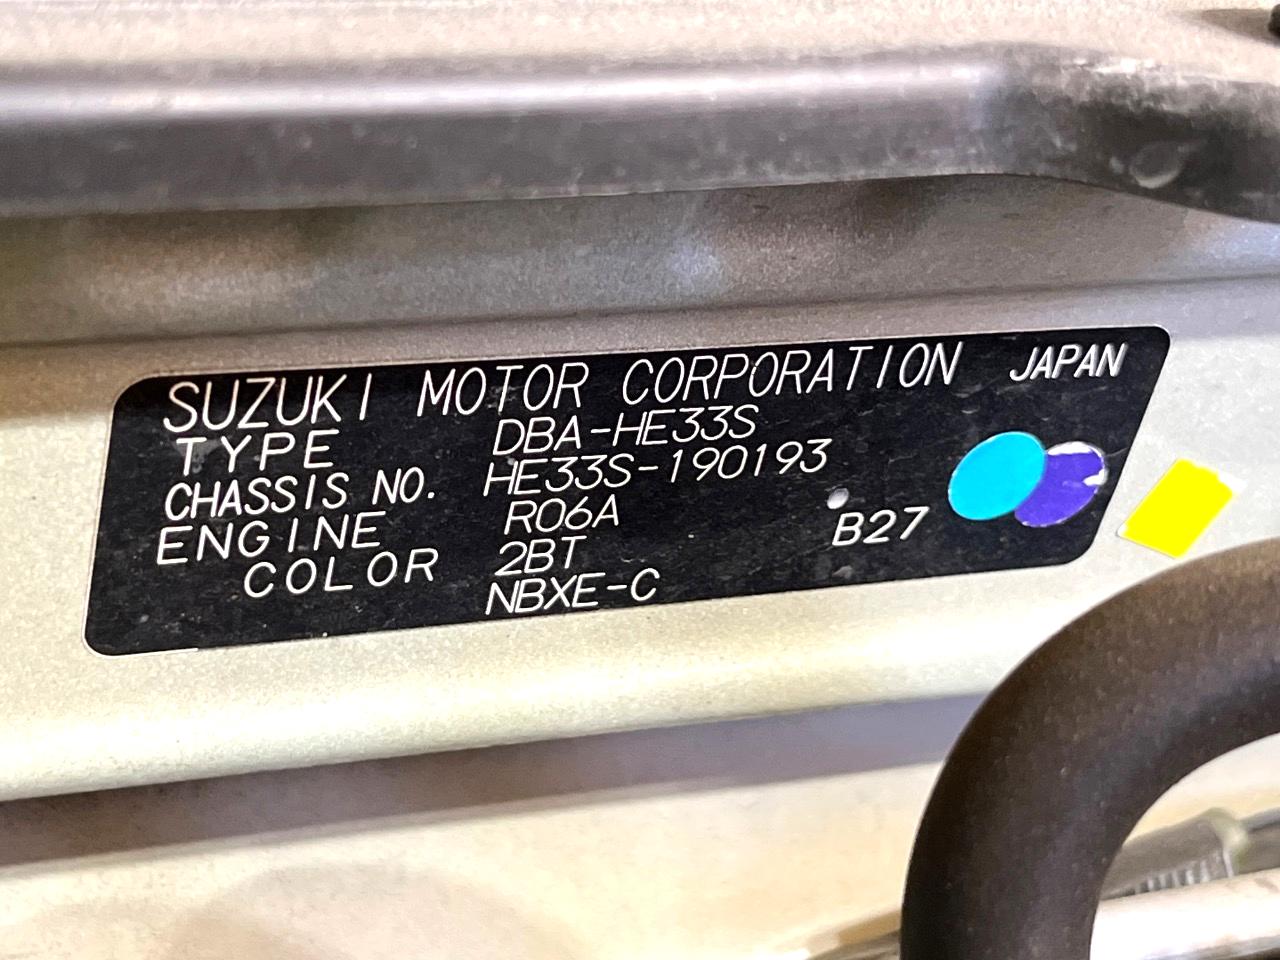 SUZUKI MOTOR CORPORATION JAPAN
TYPE DBA-HE33S
CHASSIS NO. HE33S-190193
ENGINE R06A
COLOR 2BT B27
NBXE-C